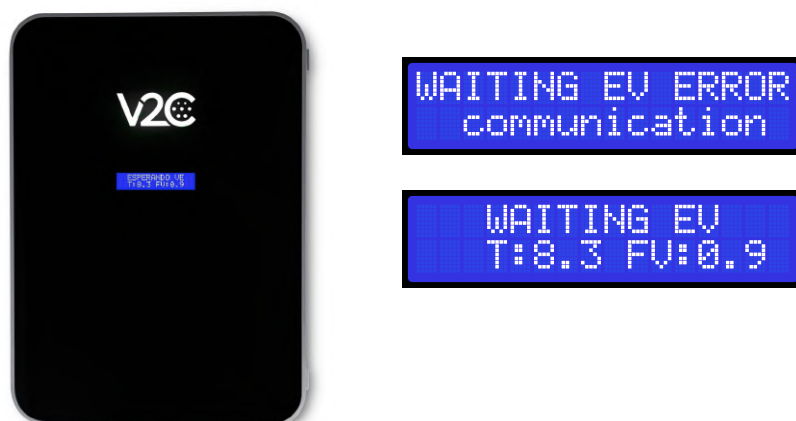 V2C
ESPERANDO VE
T:8.3 FV:0.9
WAITING EV ERROR
communication
WAITING EV
T:8.3 FV:0.9